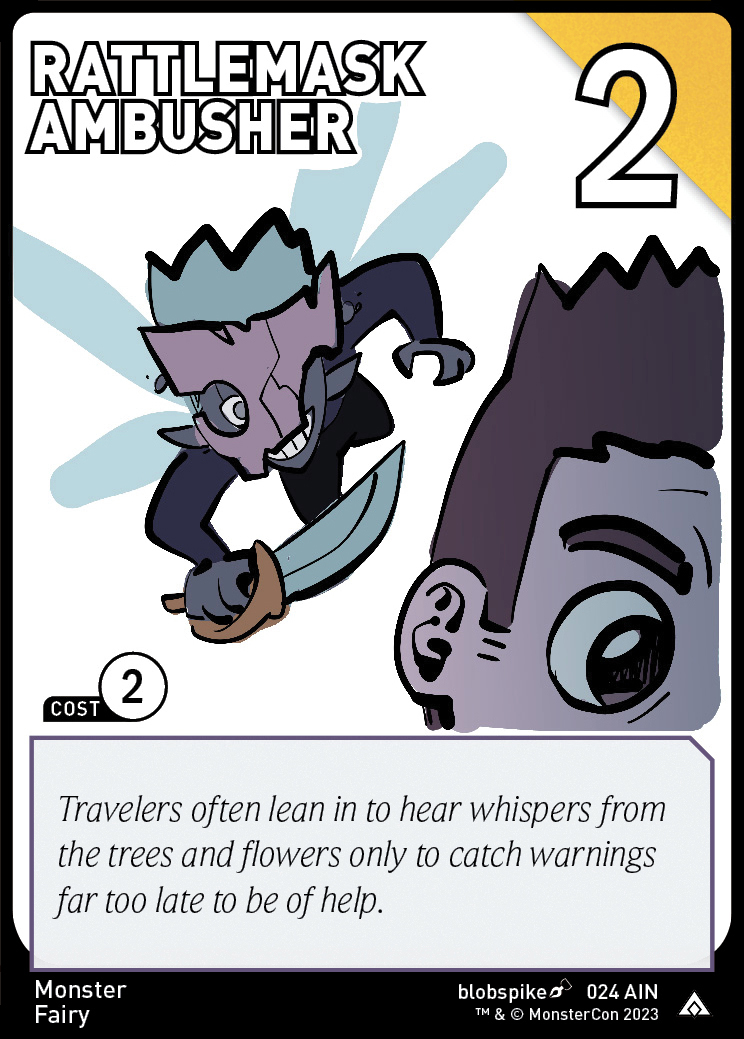 RATTLEMASK
AMBUSHER
2
COST 2
Travelers often lean in to hear whispers from
the trees and flowers only to catch warnings
far too late to be of help.
Monster
Fairy
blobspike 024 AIN
™ & © MonsterCon 2023